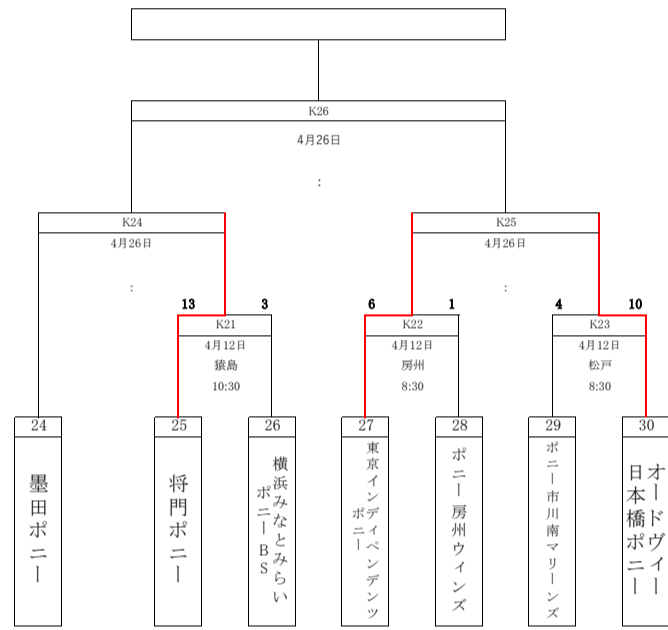 K26
4月26日
:
K24
K25
4月26日
4月26日
:
:
13
3
6
1
4
10
K21
K22
K23
4月12日
4月12日
4月12日
猿島
房州
松戸
10:30
8:30
8:30
24
25
26
27
28
29
30
墨田ポニー
将門ポニー
横浜みなとみらい
ポニーBS
東京インディペンデンツ
ポニー
ポニー房州ウィンズ
ポニー市川南マリーンズ
オードヴィー
日本橋ポニー